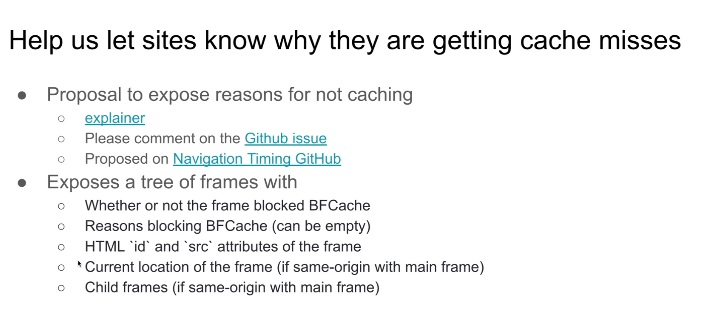 Help us let sites know why they are getting cache misses
● Proposal to expose reasons for not caching
○ explainer
○ Please comment on the Github issue
○ Proposed on Navigation Timing GitHub
● Exposes a tree of frames with
○ Whether or not the frame blocked BFCache
○ Reasons blocking BFCache (can be empty)
○ HTML `id` and `src` attributes of the frame
○ Current location of the frame (if same-origin with main frame)
○ Child frames (if same-origin with main frame)